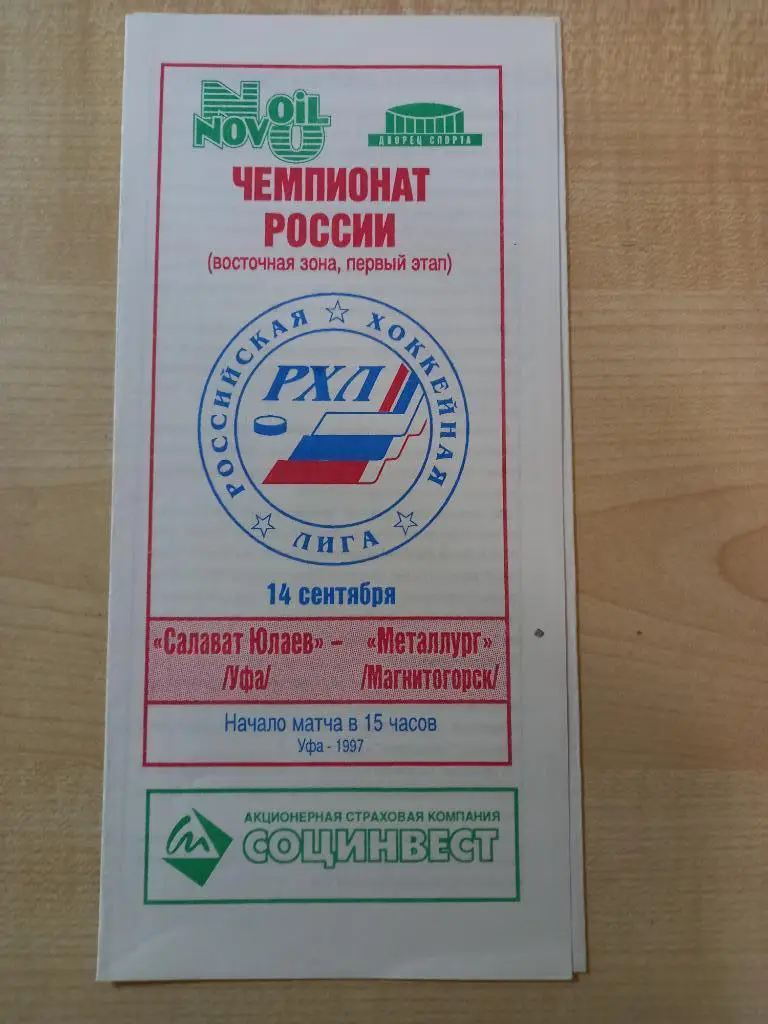 NOVOIL
NU
ДВОРЕЦ СПОРТА
ЧЕМПИОНАТ
РОССИИ
(восточная зона, первый этап)
РОССИЙСКАЯ ☆ ХОККЕЙНАЯ ☆ ЛИГА ☆
РХЛ
14 сентября
«Салават Юлаев» – «Металлург»
/Уфа/ /Магнитогорск/
Начало матча в 15 часов
Уфа - 1997
АКЦИОНЕРНАЯ СТРАХОВАЯ КОМПАНИЯ
СОЦИНВЕСТ